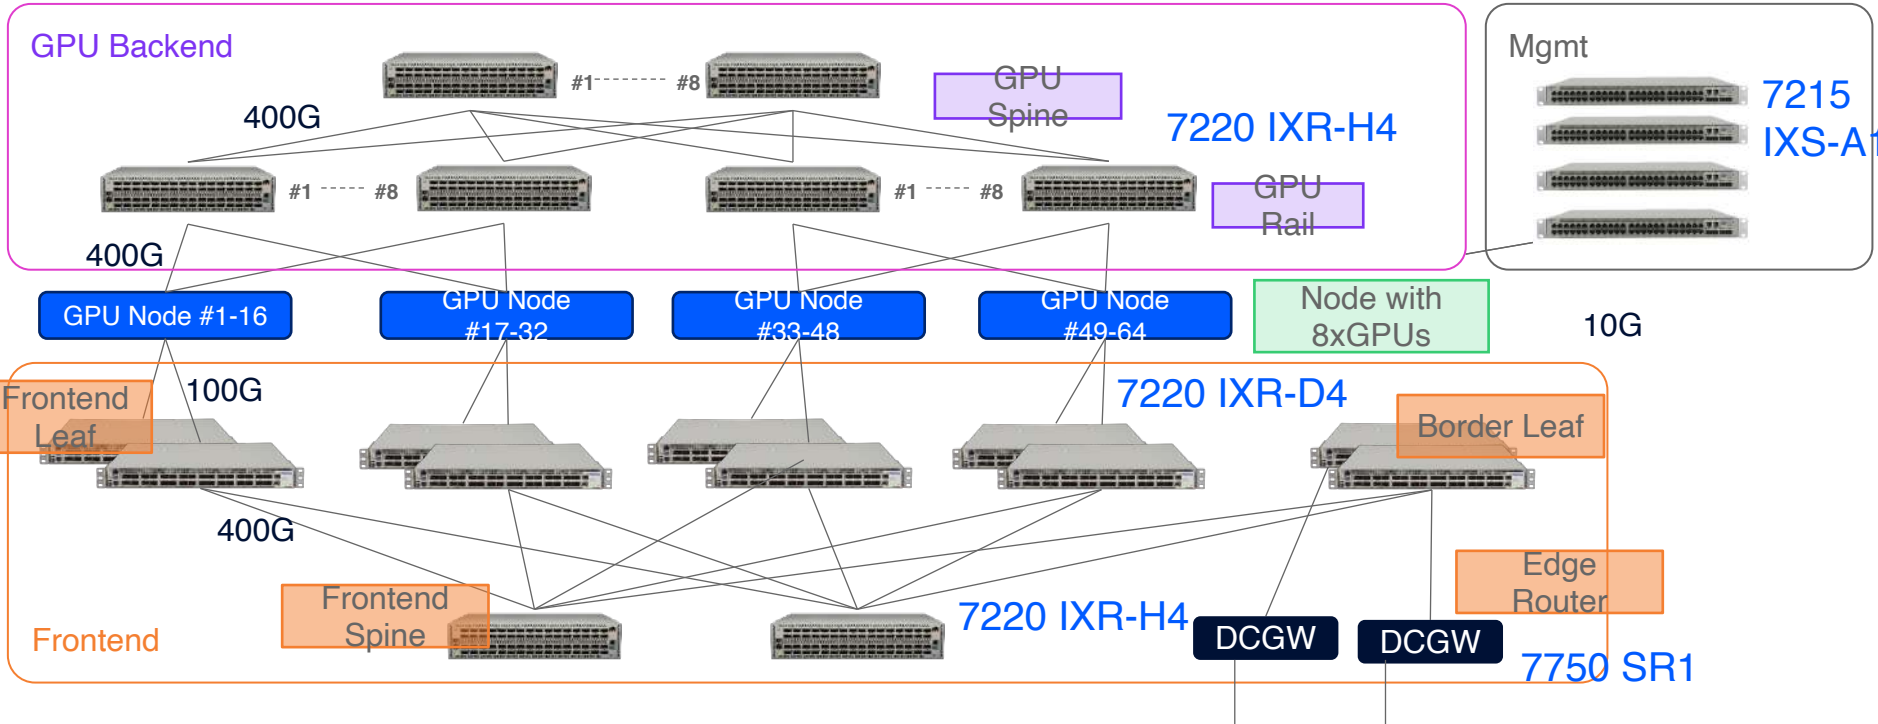 GPU Backend
#1
#8
GPU
Spine
Mgmt
400G
7220 IXR-H4
7215
IXS-A1
#1
#8
#1
#8
GPU
Rail
400G
GPU Node #1-16
GPU Node
#17-32
GPU Node
#33-48
GPU Node
#49-64
Node with
8xGPUs
10G
Frontend
Leaf
100G
7220 IXR-D4
Border Leaf
400G
Frontend
Spine
7220 IXR-H4
Edge
Router
Frontend
DCGW
DCGW
7750 SR1